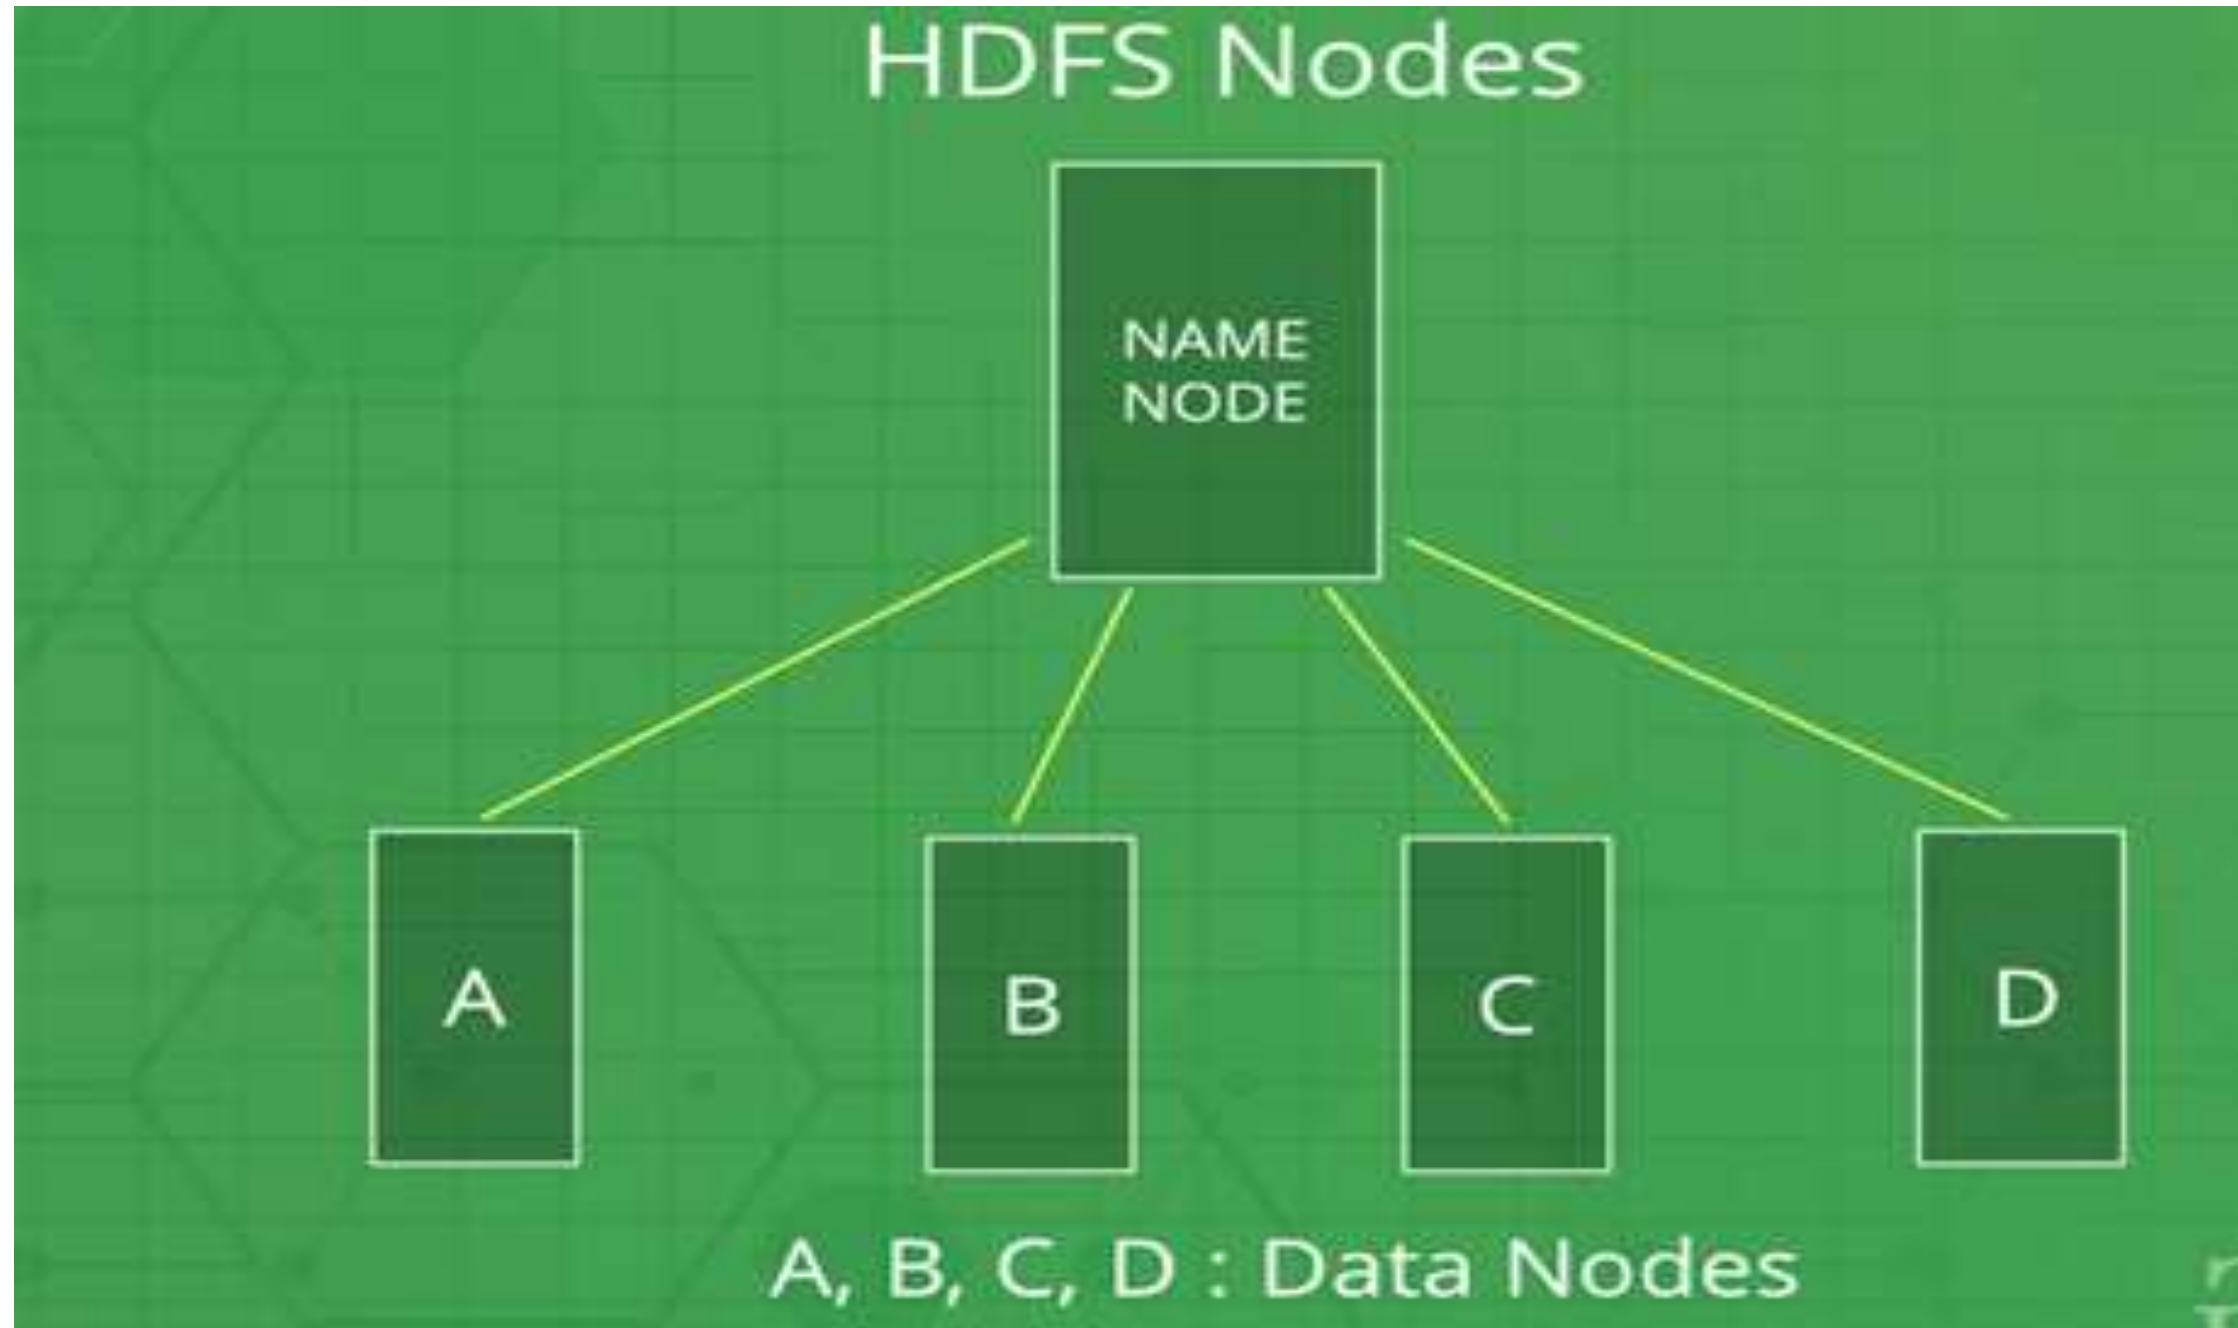 HDFS Nodes
NAME
NODE
A
B
C
D
A, B, C, D : Data Nodes